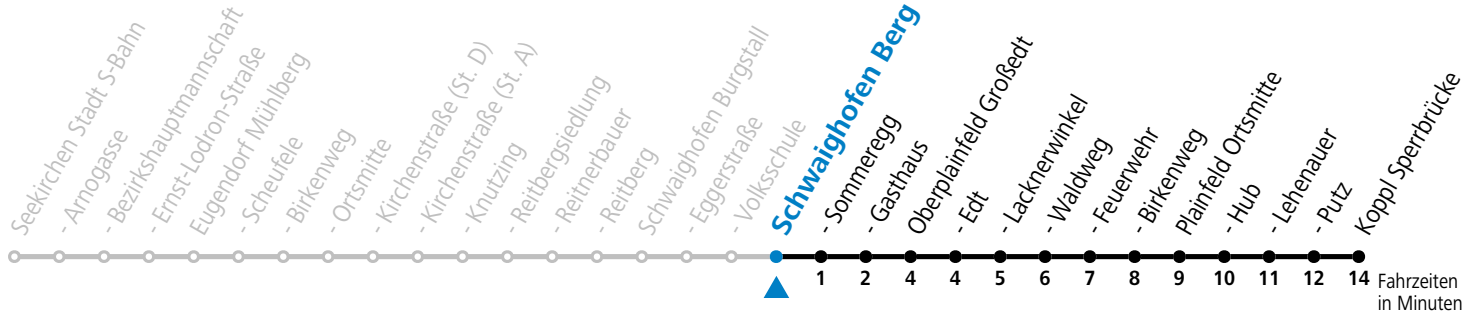 Seekirchen Stadt S-Bahn
- Arnogasse
- Bezirkshauptmannschaft
- Ernst-Lodron-Straße
Eugendorf Mühlberg
- Scheufele
- Birkenweg
- Ortsmitte
- Kirchenstraße (St. D)
- Kirchenstraße (St. A)
- Knutzing
- Reitbergsiedlung
- Reitnerbauer
- Reitberg
Schwaighofen Burgstall
- Eggerstraße
- Volksschule
Schwaighofen Berg
- Sommeregg
- Gasthaus
Oberplainfeld Großedt
- Edt
- Lacknerwinkel
- Waldweg
- Feuerwehr
- Birkenweg
Plainfeld Ortsmitte
- Hub
- Lehenauer
- Putz
Koppl Sperrbrücke
1 2 4 4 5 6 7 8 9 10 11 12 14 Fahrzeiten
in Minuten